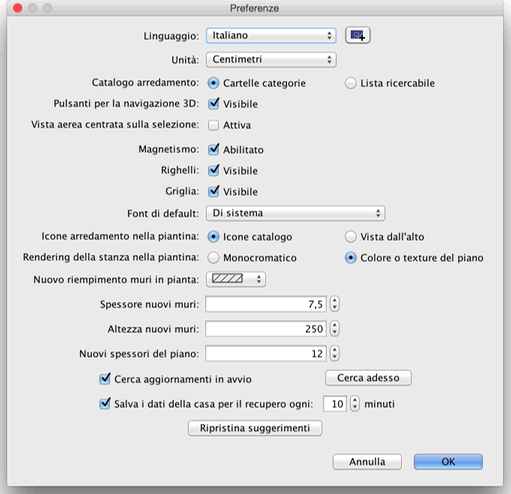 Preferenze
Linguaggio: Italiano
Unità: Centimetri
Catalogo arredamento: Cartelle categorie Lista ricercabile
Pulsanti per la navigazione 3D: Visibile
Vista aerea centrata sulla selezione: Attiva
Magnetismo: Abilitato
Righelli: Visibile
Griglia: Visibile
Font di default: Di sistema
Icone arredamento nella piantina: Icone catalogo Vista dall'alto
Rendering della stanza nella piantina: Monocromatico Colore o texture del piano
Nuovo riempimento muri in pianta:
Spessore nuovi muri: 7,5
Altezza nuovi muri: 250
Nuovi spessori del piano: 12
Cerca aggiornamenti in avvio Cerca adesso
Salva i dati della casa per il recupero ogni: 10 minuti
Ripristina suggerimenti
Annulla OK